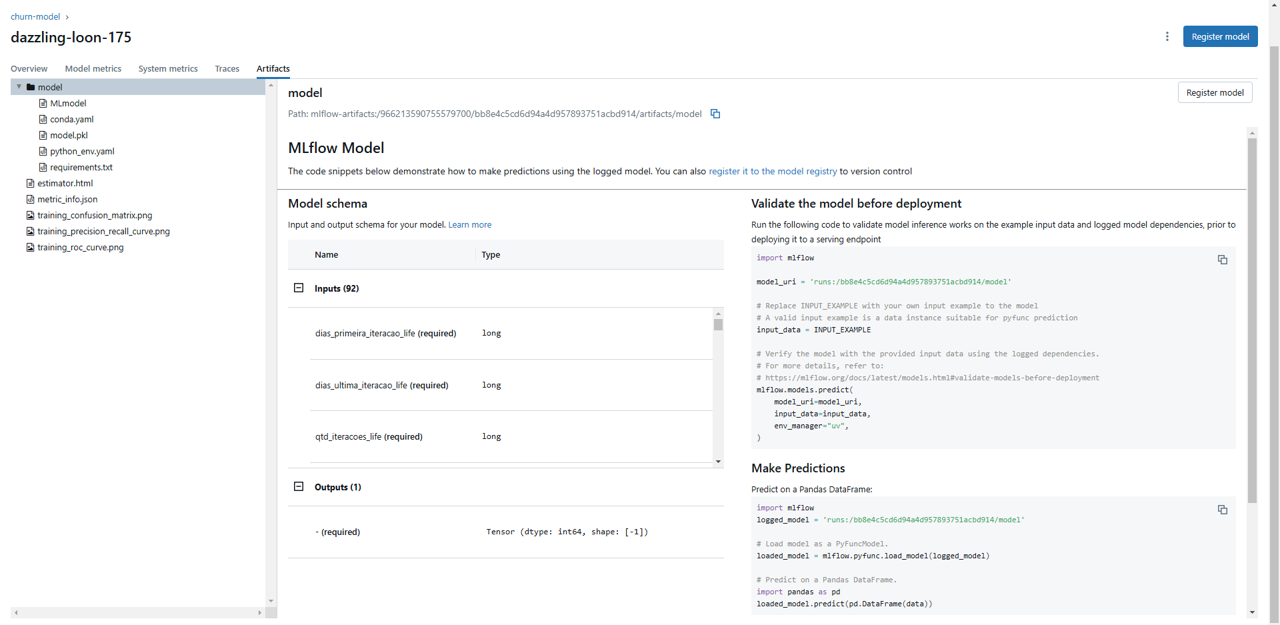 churn-model >
dazzling-loon-175
Register model
Overview Model metrics System metrics Traces Artifacts
model
MLmodel
conda.yaml
model.pkl
python_env.yaml
requirements.txt
estimator.html
metric_info.json
training_confusion_matrix.png
training_precision_recall_curve.png
training_roc_curve.png
model
Register model
Path: mlflow-artifacts:/966213590755579700/bb8e4c5cd6d94a4d957893751acbd914/artifacts/model
MLflow Model
The code snippets below demonstrate how to make predictions using the logged model. You can also register it to the model registry to version control
Model schema
Input and output schema for your model. Learn more
Name Type
Inputs (92)
dias_primeira_iteracao_life (required) long
dias_ultima_iteracao_life (required) long
qtd_iteracoes_life (required) long
Outputs (1)
- (required) Tensor (dtype: int64, shape: [-1])
Validate the model before deployment
Run the following code to validate model inference works on the example input data and logged model dependencies, prior to
deploying it to a serving endpoint
import mlflow
model_uri = 'runs:/bb8e4c5cd6d94a4d957893751acbd914/model'
# Replace INPUT_EXAMPLE with your own input example to the model
# A valid input example is a data instance suitable for pyfunc prediction
input_data = INPUT_EXAMPLE
# Verify the model with the provided input data using the logged dependencies.
# For more details, refer to:
# https://mlflow.org/docs/latest/models.html#validate-models-before-deployment
mlflow.models.predict(
model_uri=model_uri,
input_data=input_data,
env_manager="uv",
)
Make Predictions
Predict on a Pandas DataFrame:
import mlflow
logged_model = 'runs:/bb8e4c5cd6d94a4d957893751acbd914/model'
# Load model as a PyFuncModel.
loaded_model = mlflow.pyfunc.load_model(logged_model)
# Predict on a Pandas DataFrame.
import pandas as pd
loaded_model.predict(pd.DataFrame(data))